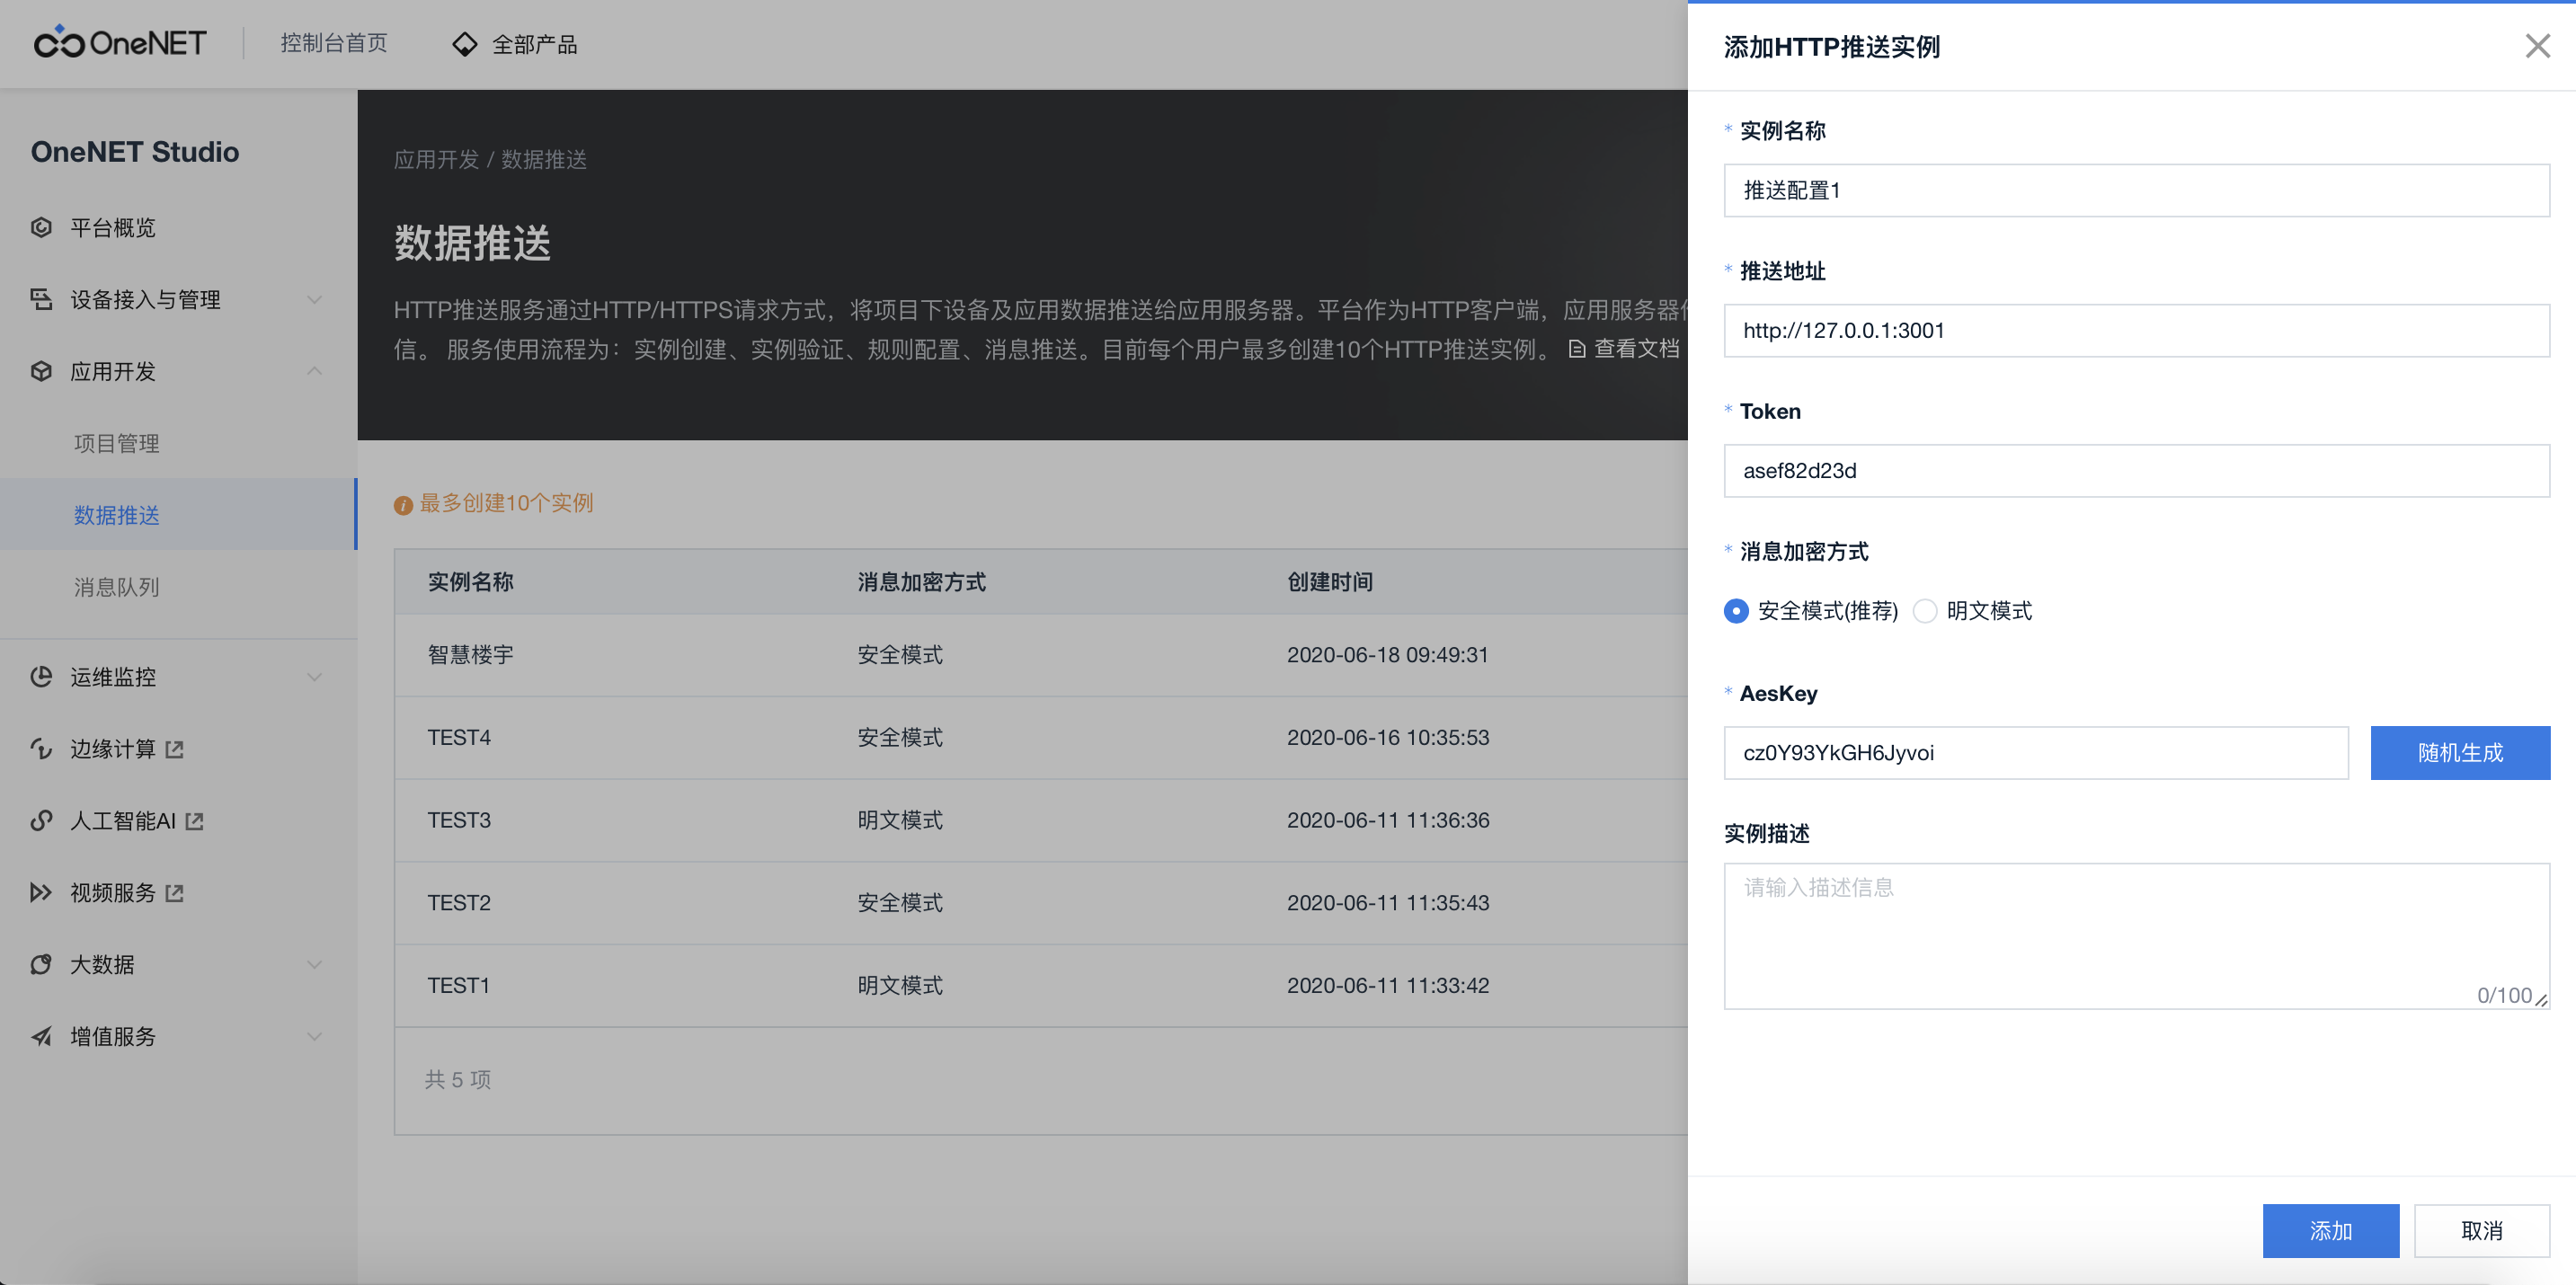 OneNET
控制台首页
全部产品
OneNET Studio
平台概览
设备接入与管理
应用开发
项目管理
数据推送
消息队列
运维监控
边缘计算
人工智能AI
视频服务
大数据
增值服务
应用开发 / 数据推送
数据推送
HTTP推送服务通过HTTP/HTTPS请求方式，将项目下设备及应用数据推送给应用服务器。平台作为HTTP客户端，应用服务器
信。 服务使用流程为：实例创建、实例验证、规则配置、消息推送。目前每个用户最多创建10个HTTP推送实例。 查看文档
最多创建10个实例
实例名称 消息加密方式 创建时间
智慧楼宇 安全模式 2020-06-18 09:49:31
TEST4 安全模式 2020-06-16 10:35:53
TEST3 明文模式 2020-06-11 11:36:36
TEST2 安全模式 2020-06-11 11:35:43
TEST1 明文模式 2020-06-11 11:33:42
共 5 项
添加HTTP推送实例
* 实例名称
推送配置1
* 推送地址
http://127.0.0.1:3001
* Token
asef82d23d
* 消息加密方式
安全模式(推荐) 明文模式
* AesKey
cz0Y93YkGH6Jyvoi
随机生成
实例描述
请输入描述信息
0/100
添加 取消